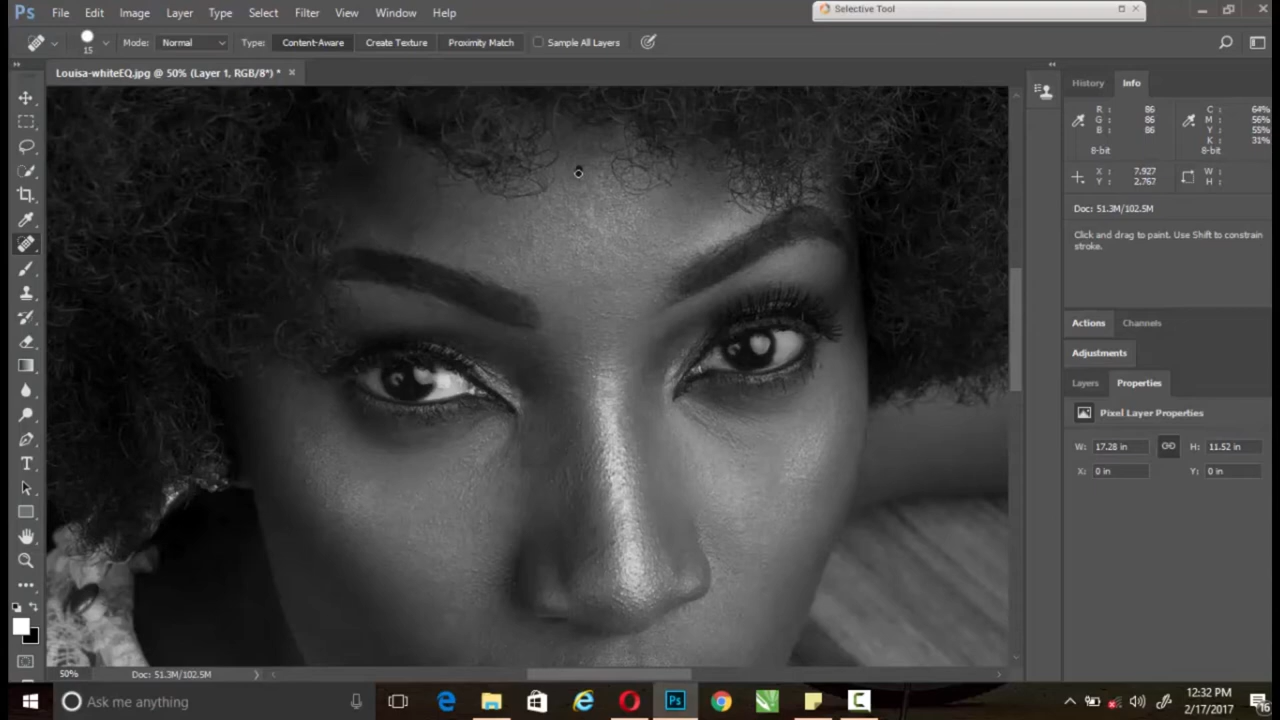 Ps File Edit Image Layer Type Select Filter View Window Help
Selective Tool
15 Mode: Normal Type: Content-Aware Create Texture Proximity Match Sample All Layers
Louisa-whiteEQ.jpg @ 50% (Layer 1, RGB/8*) * ×
History Info
R : 86 C : 64%
G : 86 M : 56%
B : 86 Y : 55%
K : 31%
8-bit 8-bit
X : 7.927 W :
Y : 2.767 H :
Doc: 51.3M/102.5M
Click and drag to paint. Use Shift to constrain
stroke.
Actions Channels
Adjustments
Layers Properties
Pixel Layer Properties
W: 17.28 in H: 11.52 in
X: 0 in Y: 0 in
50% Doc: 51.3M/102.5M
Ask me anything
Ps
12:32 PM
2/17/2017
16